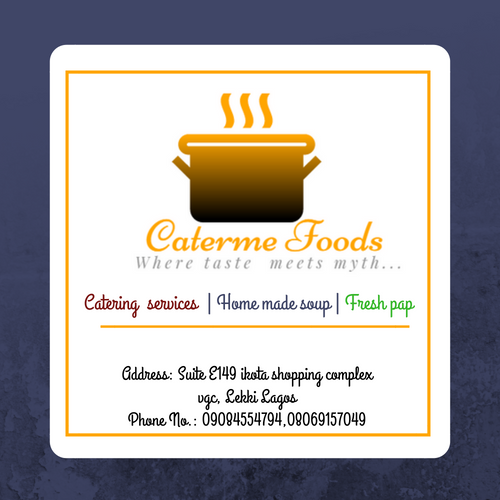 Caterme Foods
Where taste meets myth...
Catering services | Home made soup | Fresh pap
Address: Suite E149 ikota shopping complex
vgc, Lekki Lagos
Phone No.: 09084554794,08069157049